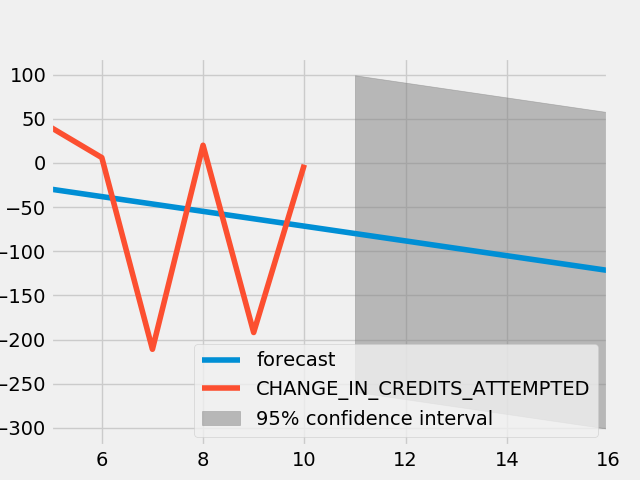 100
50
0
−50
−100
−150
−200
−250
−300
forecast
CHANGE_IN_CREDITS_ATTEMPTED
95% confidence interval
6 8 10 12 14 16